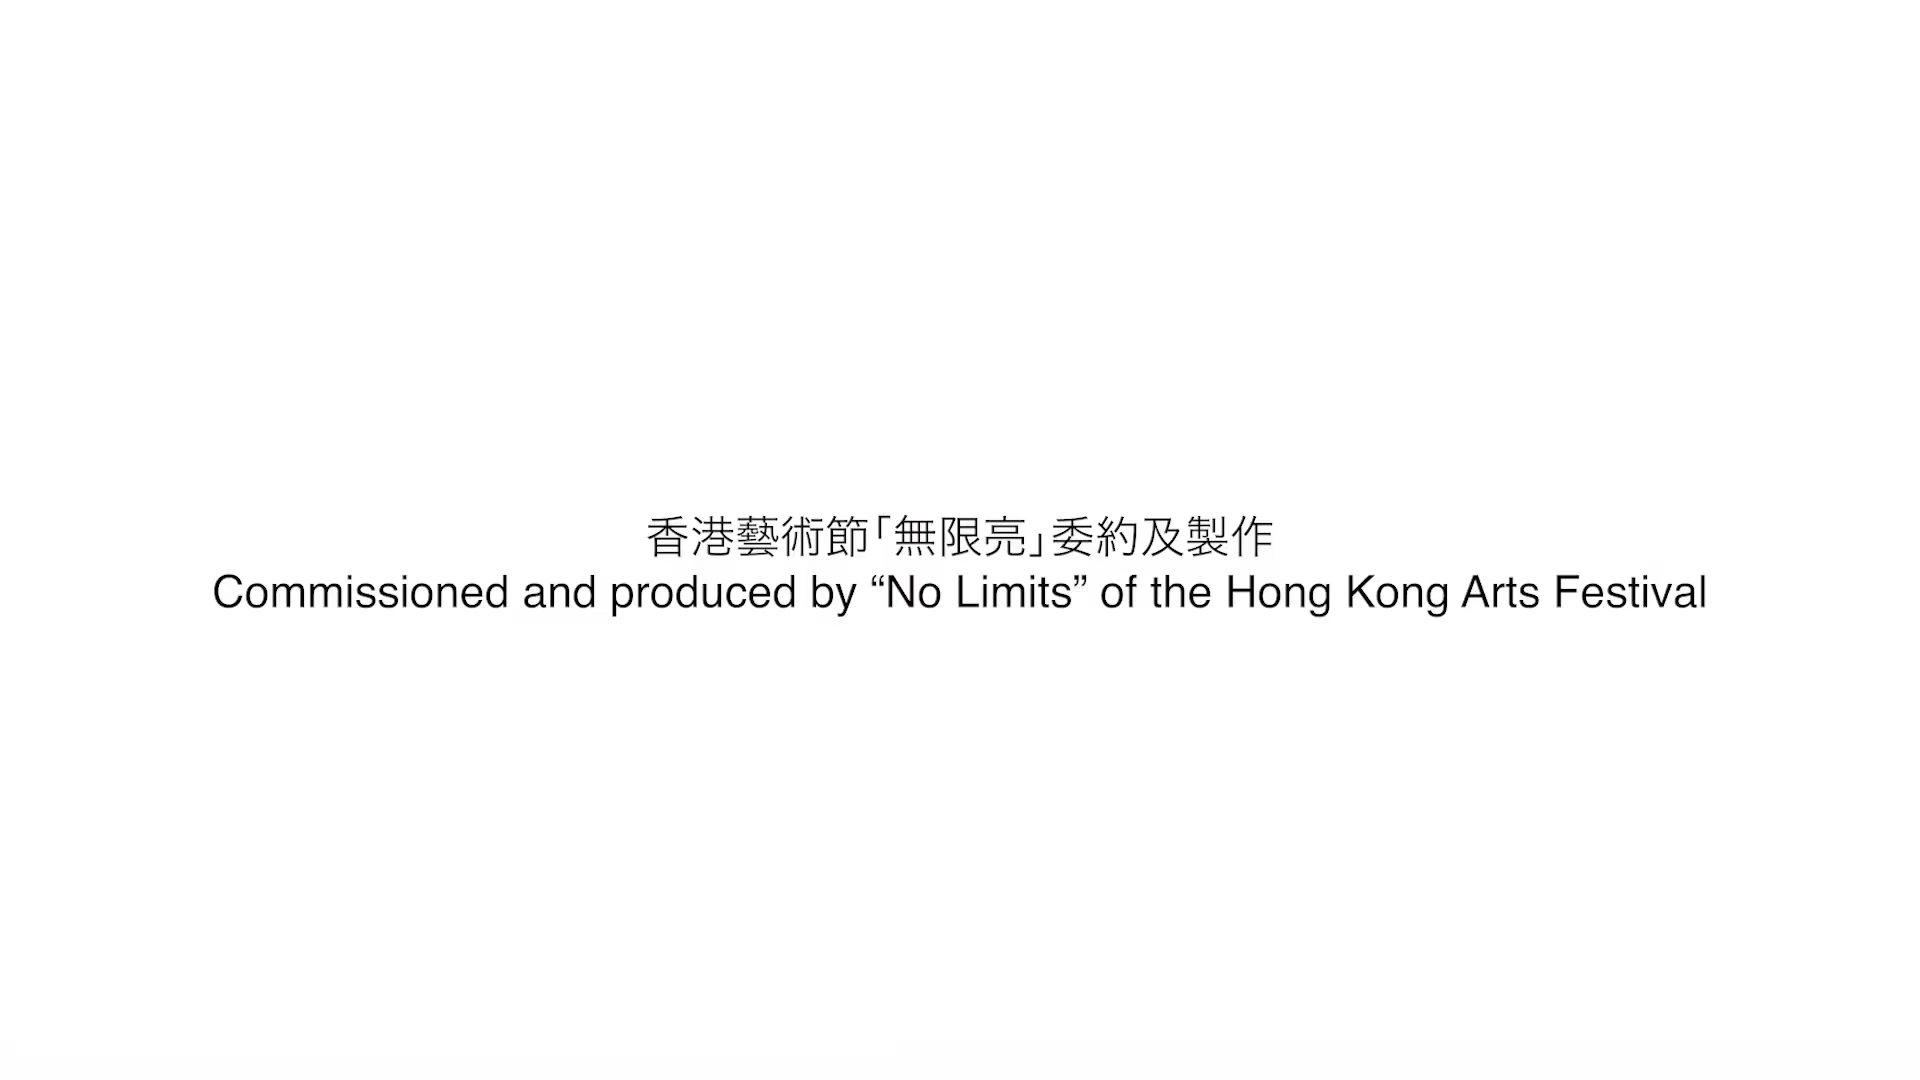 香港藝術節「無限亮」委約及製作
Commissioned and produced by “No Limits” of the Hong Kong Arts Festival